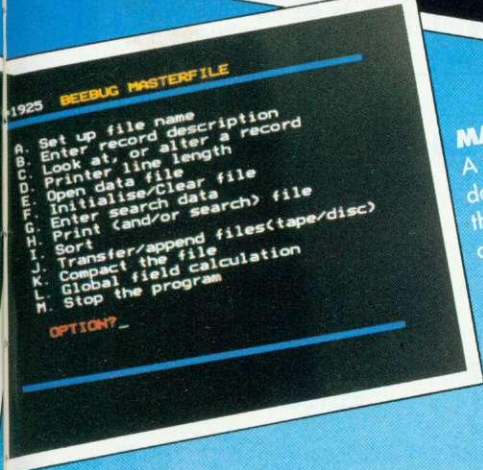 1925 BEEBUG MASTERFILE
A. Set up file name
B. Enter record description
C. Look at, or alter a record
D. Printer line length
E. Open data file
F. Initialise/Clear file
G. Enter search data
H. Print (and/or search) file
I. Sort
J. Transfer/append files(tape/disc)
K. Compact the file
L. Global field calculation
M. Stop the program
OPTION?_
A